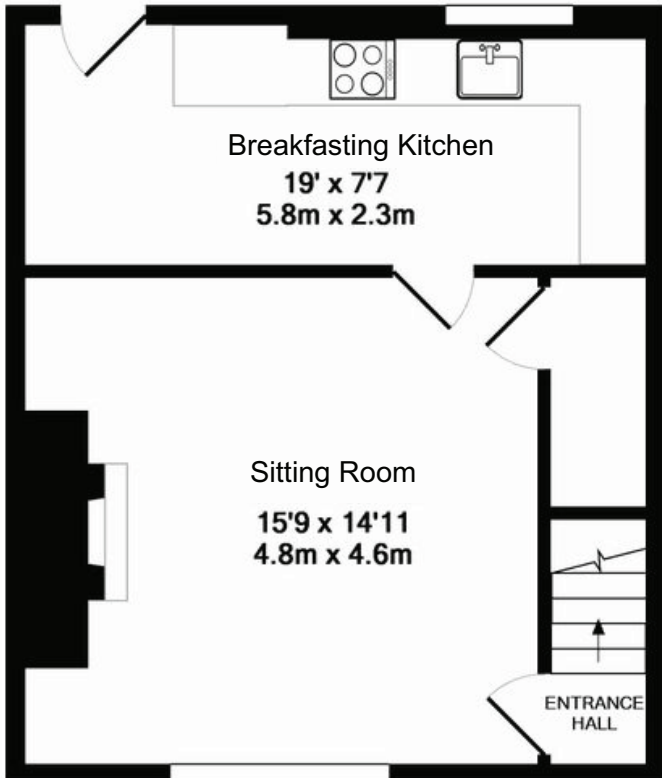 Breakfasting Kitchen
19' x 7'7
5.8m x 2.3m
Sitting Room
15'9 x 14'11
4.8m x 4.6m
ENTRANCE
HALL